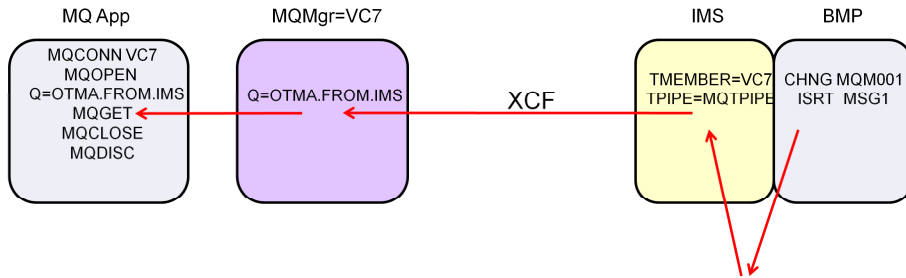 MQ App
MQMgr=VC7
IMS
BMP
MQCONN VC7
MQOPEN
Q=OTMA.FROM.IMS
MQGET
MQCLOSE
MQDISC
Q=OTMA.FROM.IMS
XCF
TMEMBER=VC7
TPIPE=MQTPIPE
CHNG MQM001
ISRT MSG1